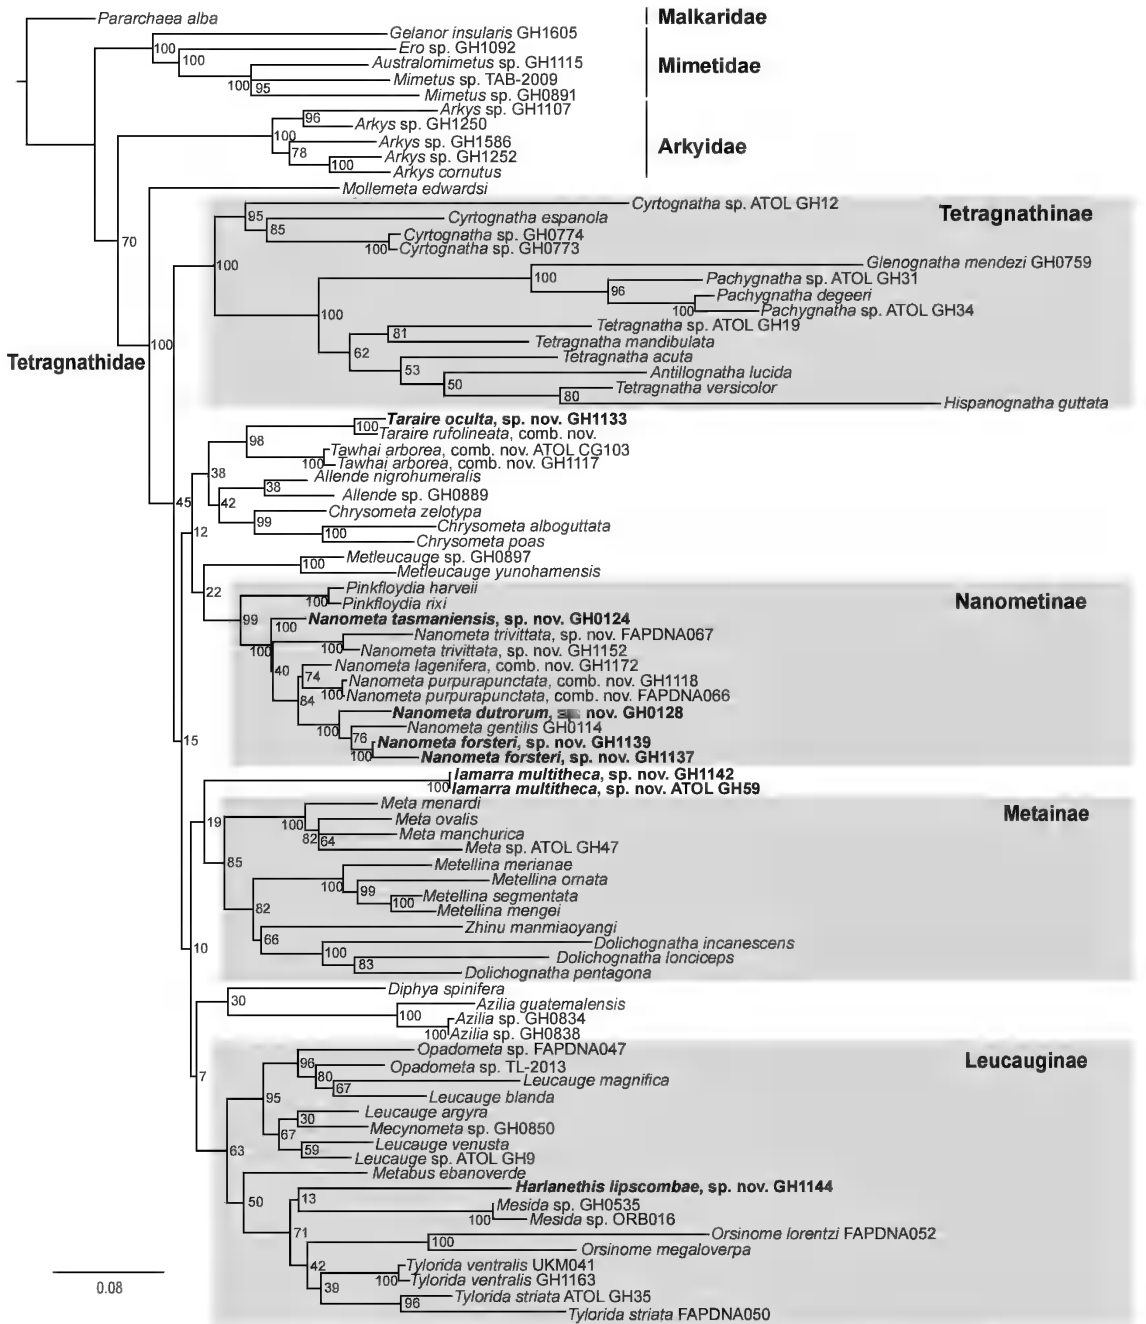 Pararchaea alba
Malkaridae
Gelanor insularis GH1605
100
Ero sp. GH1092
100
Australomimetus sp. GH1115
Mimetidae
100
Mimetus sp. TAB-2009
95
Mimetus sp. GH0891
Arkys sp. GH1107
96
Arkys sp. GH1250
100
Arkys sp. GH1586
Arkyidae
78
Arkys sp. GH1252
100
Arkys cornutus
Mollemeta edwardsi
Cyrtognatha sp. ATOL GH12
Tetragnathinae
95
Cyrtognatha espanola
85
Cyrtognatha sp. GH0774
70
100
Cyrtognatha sp. GH0773
100
Glenognatha mendezi GH0759
100
Pachygnatha sp. ATOL GH31
96
Pachygnatha degeeri
100
Pachygnatha sp. ATOL GH34
100
Tetragnatha sp. ATOL GH19
81
Tetragnatha mandibulata
100
62
Tetragnatha acuta
Tetragnathidae
53
Antillognatha lucida
50
Tetragnatha versicolor
80
Hispanognatha guttata
Taraire oculta, sp. nov. GH1133
100
Taraire rufolineata, comb. nov.
98
Tawhai arborea, comb. nov. ATOL CG103
100
Tawhai arborea, comb. nov. GH1117
38
Allende nigrohumeralis
38
Allende sp. GH0889
45
42
Chrysometa zelotypa
99
Chrysometa alboguttata
12
100
Chrysometa poas
Metleucauge sp. GH0897
100
Metleucauge yunohamensis
22
Pinkfloydia harveii
100
Pinkfloydia rixi
Nanometinae
99
Nanometa tasmaniensis, sp. nov. GH0124
100
Nanometa trivittata, sp. nov. FAPDNA067
100
100
Nanometa trivittata, sp. nov. GH1152
Nanometa lagenifera, comb. nov. GH1172
40
74
Nanometa purpurapunctata, comb. nov. GH1118
100
Nanometa purpurapunctata, comb. nov. FAPDNA066
84
Nanometa dutrorum, nov. GH0128
100
Nanometa gentilis GH0114
15
76
Nanometa forsteri, sp. nov. GH1139
100
Nanometa forsteri, sp. nov. GH1137
Iamarra multitheca, sp. nov. GH1142
100
Iamarra multitheca, sp. nov. ATOL GH59
Meta menardi
Metainae
19
100
Meta ovalis
Meta manchurica
82
64
Meta sp. ATOL GH47
85
Metellina merianae
100
Metellina ornata
99
Metellina segmentata
100
Metellina mengei
82
Zhinu manmiaoyangi
66
Dolichognatha incanescens
10
100
Dolichognatha lonciceps
83
Dolichognatha pentagona
Diphya spinifera
30
Azilia guatemalensis
100
Azilia sp. GH0834
100
Azilia sp. GH0838
Opadometa sp. FAPDNA047
Leucauginae
96
Opadometa sp. TL-2013
7
80
Leucauge magnifica
67
Leucauge blanda
95
Leucauge argyra
30
Mecynometa sp. GH0850
67
Leucauge venusta
59
Leucauge sp. ATOL GH9
63
Metabus ebanoverde
Harlanethis lipscombae, sp. nov. GH1144
50
13
Mesida sp. GH0535
100
Mesida sp. ORB016
71
Orsinome lorentzi FAPDNA052
100
Orsinome megaloverpa
42
Tylorida ventralis UKM041
100
Tylorida ventralis GH1163
39
Tylorida striata ATOL GH35
96
Tylorida striata FAPDNA050
0.08